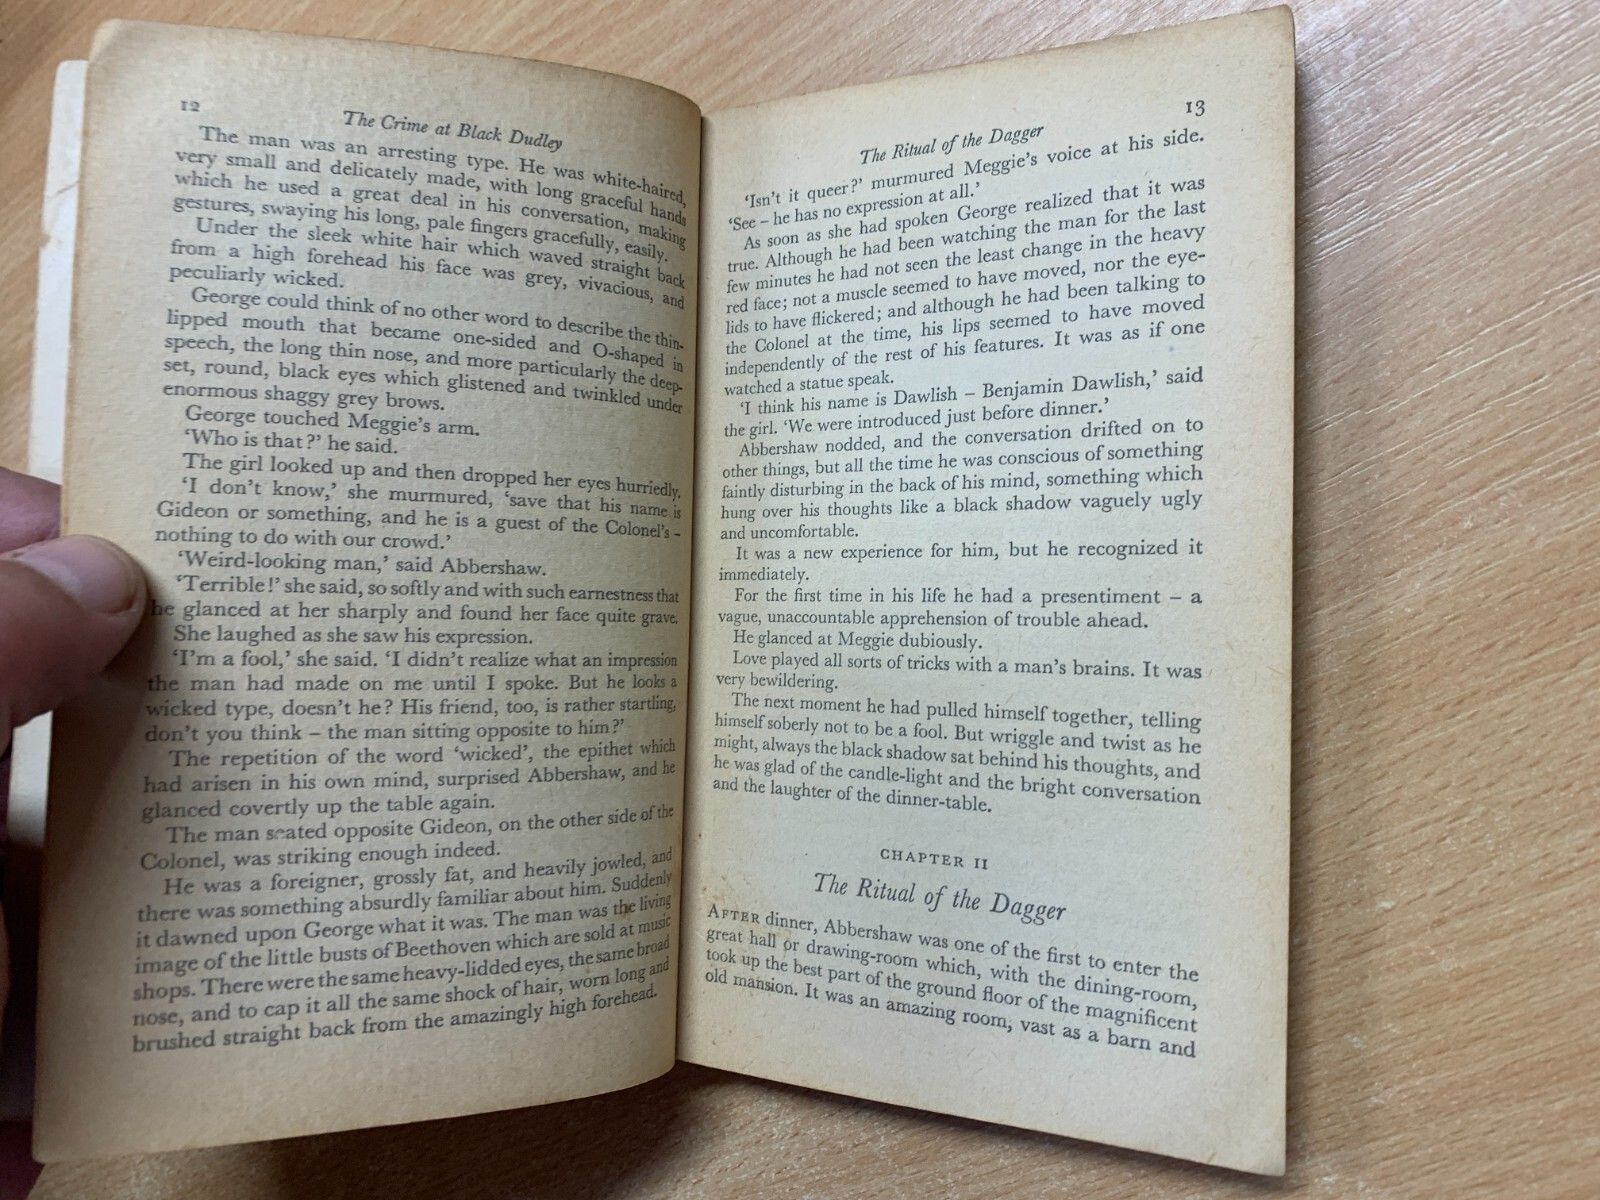 12
The Crime at Black Dudley
The man was an arresting type. He was white-haired,
very small and delicately made, with long graceful hands
which he used a great deal in his conversation, making
gestures, swaying his long, pale fingers gracefully, easily.
Under the sleek white hair which waved straight back
from a high forehead his face was grey, vivacious, and
peculiarly wicked.
George could think of no other word to describe the thin-
lipped mouth that became one-sided and O-shaped in
speech, the long thin nose, and more particularly the deep-
set, round, black eyes which glistened and twinkled under
enormous shaggy grey brows.
George touched Meggie's arm.
'Who is that?' he said.
The girl looked up and then dropped her eyes hurriedly.
'I don't know,' she murmured, 'save that his name is
Gideon or something, and he is a guest of the Colonel's –
nothing to do with our crowd.'
'Weird-looking man,' said Abbershaw.
'Terrible!' she said, so softly and with such earnestness that
he glanced at her sharply and found her face quite grave.
She laughed as she saw his expression.
'I'm a fool,' she said. 'I didn't realize what an impression
the man had made on me until I spoke. But he looks a
wicked type, doesn't he? His friend, too, is rather startling,
don't you think – the man sitting opposite to him?'
The repetition of the word 'wicked', the epithet which
had arisen in his own mind, surprised Abbershaw, and he
glanced covertly up the table again.
The man seated opposite Gideon, on the other side of the
Colonel, was striking enough indeed.
He was a foreigner, grossly fat, and heavily jowled, and
there was something absurdly familiar about him. Suddenly
it dawned upon George what it was. The man was the living
image of the little busts of Beethoven which are sold at music
shops. There were the same heavy-lidded eyes, the same broad
nose, and to cap it all the same shock of hair, worn long and
brushed straight back from the amazingly high forehead.
The Ritual of the Dagger
13
'Isn't it queer?' murmured Meggie's voice at his side.
'See – he has no expression at all.'
As soon as she had spoken George realized that it was
true. Although he had been watching the man for the last
few minutes he had not seen the least change in the heavy
red face; not a muscle seemed to have moved, nor the eye-
lids to have flickered; and although he had been talking to
the Colonel at the time, his lips seemed to have moved
independently of the rest of his features. It was as if one
watched a statue speak.
'I think his name is Dawlish – Benjamin Dawlish,' said
the girl. 'We were introduced just before dinner.'
Abbershaw nodded, and the conversation drifted on to
other things, but all the time he was conscious of something
faintly disturbing in the back of his mind, something which
hung over his thoughts like a black shadow vaguely ugly
and uncomfortable.
It was a new experience for him, but he recognized it
immediately.
For the first time in his life he had a presentiment – a
vague, unaccountable apprehension of trouble ahead.
He glanced at Meggie dubiously.
Love played all sorts of tricks with a man's brains. It was
very bewildering.
The next moment he had pulled himself together, telling
himself soberly not to be a fool. But wriggle and twist as he
might, always the black shadow sat behind his thoughts, and
he was glad of the candle-light and the bright conversation
and the laughter of the dinner-table.
CHAPTER II
The Ritual of the Dagger
AFTER dinner, Abbershaw was one of the first to enter the
great hall or drawing-room which, with the dining-room,
took up the best part of the ground floor of the magnificent
old mansion. It was an amazing room, vast as a barn and